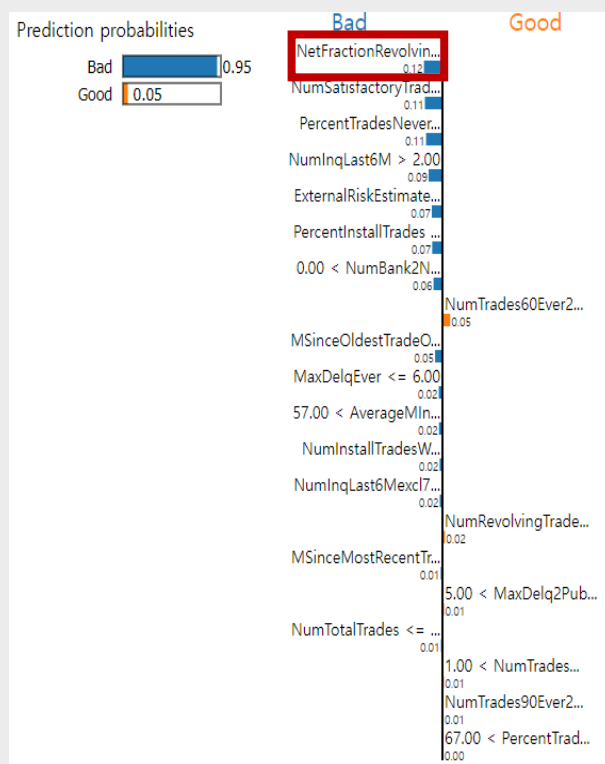 Prediction probabilities
Bad 0.95
Good 0.05
Bad Good
NetFractionRevolvin...
0.12
NumSatisfactoryTrad...
0.11
PercentTradesNever...
0.11
NumInqLast6M > 2.00
0.09
ExternalRiskEstimate...
0.07
PercentInstallTrades ...
0.07
0.00 < NumBank2N...
0.06
NumTrades60Ever2...
0.05
MSinceOldestTradeO...
0.05
MaxDelqEver <= 6.00
0.02
57.00 < AverageMIn...
0.02
NumInstallTradesW...
0.02
NumInqLast6Mexcl7...
0.02
NumRevolvingTrade...
0.02
MSinceMostRecentTr...
0.01
5.00 < MaxDelq2Pub...
0.01
NumTotalTrades <= ...
0.01
1.00 < NumTrades...
0.01
NumTrades90Ever2...
0.01
67.00 < PercentTrad...
0.00